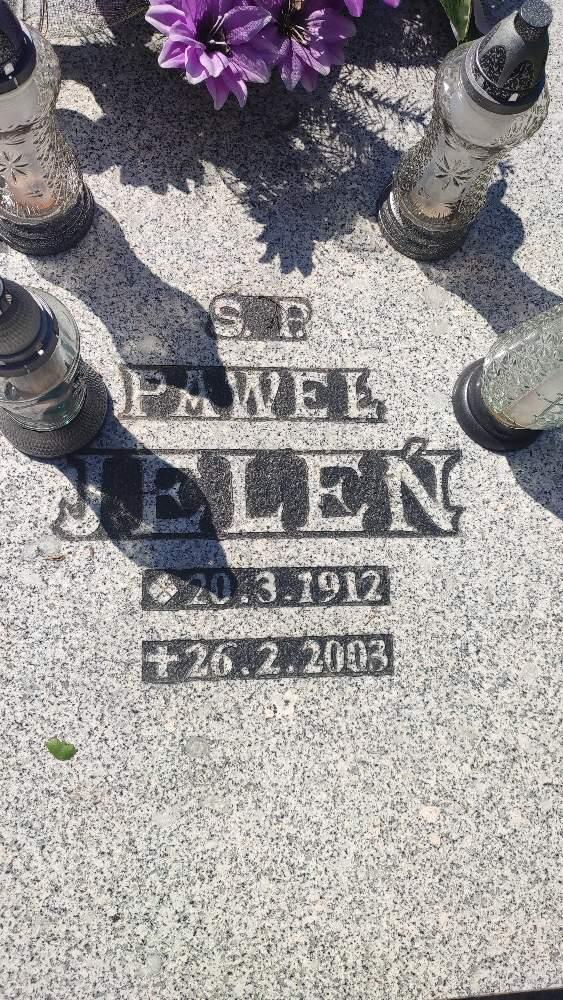 Ś P.
PAWEŁ
JELEŃ
20.3.1912
✝26.2.2003